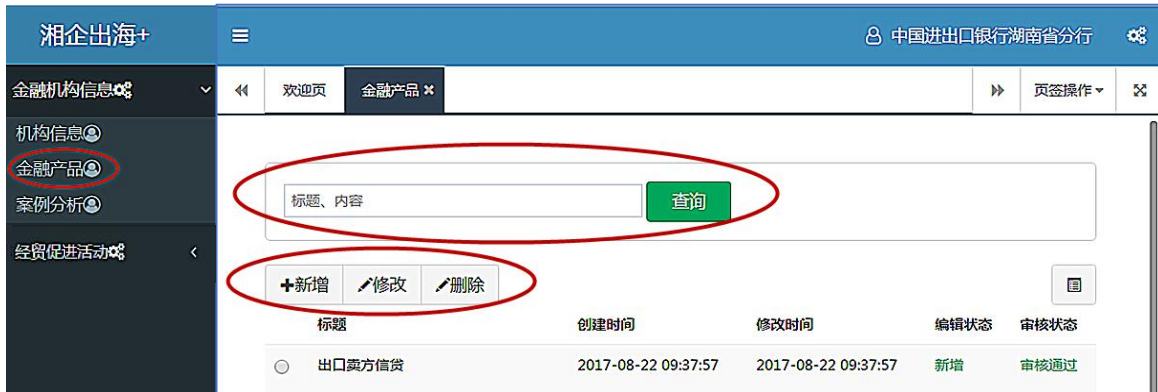 湘企出海+
中国进出口银行湖南省分行
金融机构信息
欢迎页 金融产品 页签操作
机构信息
金融产品
案例分析
经贸促进活动
标题、内容 查询
新增 修改 删除
标题 创建时间 修改时间 编辑状态 审核状态
出口卖方信贷 2017-08-22 09:37:57 2017-08-22 09:37:57 新增 审核通过